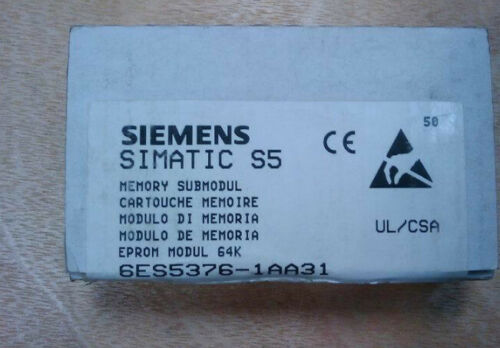 50
SIEMENS
SIMATIC S5
CE
MEMORY SUBMODUL
CARTOUCHE MEMOIRE
MODULO DI MEMORIA
MODULO DE MEMORIA
EPROM MODUL 64K
UL/CSA
6ES5376-1AA31